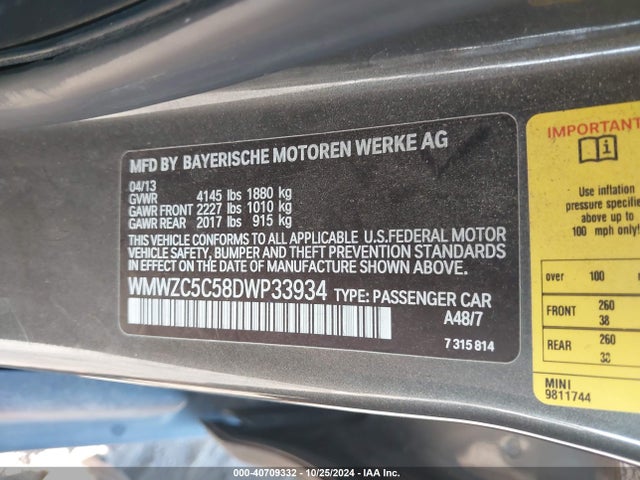 MFD BY BAYERISCHE MOTOREN WERKE AG
04/13
GVWR 4145 lbs 1880 kg
GAWR FRONT 2227 lbs 1010 kg
GAWR REAR 2017 lbs 915 kg
THIS VEHICLE CONFORMS TO ALL APPLICABLE U.S.FEDERAL MOTOR
VEHICLE SAFETY, BUMPER AND THEFT PREVENTION STANDARDS
IN EFFECT ON THE DATE OF MANUFACTURE SHOWN ABOVE.
WMWZC5C58DWP33934 TYPE: PASSENGER CAR
A48/7
7 315 814
IMPORTANT
Use inflation
pressure specifie
above up to
100 mph only!
over 100
FRONT 260
38
REAR 260
38
MINI
9811744
000-40709332 - 10/25/2024 - IAA Inc.